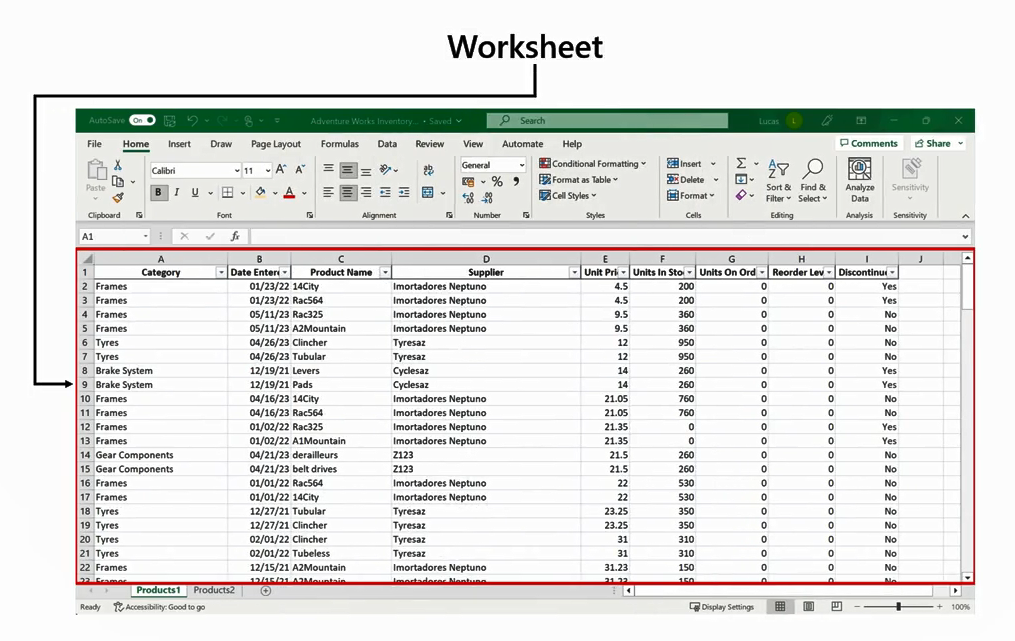 Worksheet
AutoSave On Adventure Works Inventory... • Saved Search Lucas L
File Home Insert Draw Page Layout Formulas Data Review View Automate Help Comments Share
Paste Calibri 11 A A General Conditional Formatting Insert Σ Sort & Filter Find & Select Analyze Data Sensitivity
B I U A % , Format as Table Delete
Cell Styles Format
Clipboard Font Alignment Number Styles Cells Editing Analysis Sensitivity
A1 fx
A B C D E F G H I J
1 Category Date Entere Product Name Supplier Unit Pri Units In Sto Units On Ord Reorder Lev Discontinue
2 Frames 01/23/22 14City Imortadores Neptuno 4.5 200 0 0 Yes
3 Frames 01/23/22 Rac564 Imortadores Neptuno 4.5 200 0 0 Yes
4 Frames 05/11/23 Rac325 Imortadores Neptuno 9.5 360 0 0 No
5 Frames 05/11/23 A2Mountain Imortadores Neptuno 9.5 360 0 0 No
6 Tyres 04/26/23 Clincher Tyresaz 12 950 0 0 No
7 Tyres 04/26/23 Tubular Tyresaz 12 950 0 0 No
8 Brake System 12/19/21 Levers Cyclesaz 14 260 0 0 Yes
9 Brake System 12/19/21 Pads Cyclesaz 14 260 0 0 Yes
10 Frames 04/16/23 14City Imortadores Neptuno 21.05 760 0 0 No
11 Frames 04/16/23 Rac564 Imortadores Neptuno 21.05 760 0 0 No
12 Frames 01/02/22 Rac325 Imortadores Neptuno 21.35 0 0 0 Yes
13 Frames 01/02/22 A1Mountain Imortadores Neptuno 21.35 0 0 0 Yes
14 Gear Components 04/21/23 derailleurs Z123 21.5 260 0 0 No
15 Gear Components 04/21/23 belt drives Z123 21.5 260 0 0 No
16 Frames 01/01/22 Rac564 Imortadores Neptuno 22 530 0 0 No
17 Frames 01/01/22 14City Imortadores Neptuno 22 530 0 0 No
18 Tyres 12/27/21 Tubular Tyresaz 23.25 350 0 0 No
19 Tyres 12/27/21 Clincher Tyresaz 23.25 350 0 0 No
20 Tyres 02/01/22 Clincher Tyresaz 31 310 0 0 No
21 Tyres 02/01/22 Tubeless Tyresaz 31 310 0 0 No
22 Frames 12/15/21 A2Mountain Imortadores Neptuno 31.23 150 0 0 No
23 Frames 12/15/21 A2Mountain Imortadores Neptuno 31.23 150 0 0 No
Products1 Products2
Ready Accessibility: Good to go Display Settings 100%